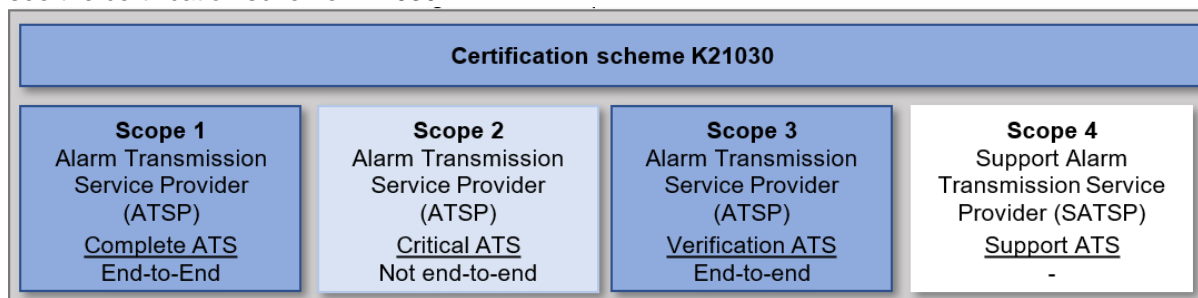 Certification scheme K21030
Scope 1
Alarm Transmission
Service Provider
(ATSP)
Complete ATS
End-to-End
Scope 2
Alarm Transmission
Service Provider
(ATSP)
Critical ATS
Not end-to-end
Scope 3
Alarm Transmission
Service Provider
(ATSP)
Verification ATS
End-to-end
Scope 4
Support Alarm
Transmission Service
Provider (SATSP)
Support ATS
-